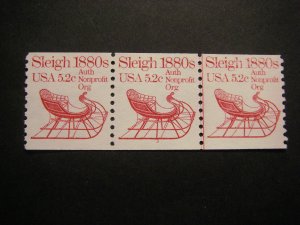 Sleigh 1880s
USA 5.2c Auth
Nonprofit
Org
Sleigh 1880s
USA 5.2c Auth
Nonprofit
Org
Sleigh 1880s
USA 5.2c Auth
Nonprofit
Org